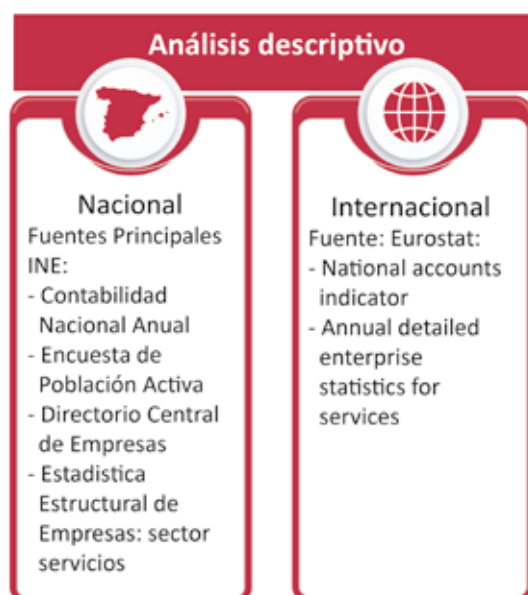 Análisis descriptivo
Nacional
Fuentes Principales
INE:
- Contabilidad
Nacional Anual
- Encuesta de
Población Activa
- Directorio Central
de Empresas
- Estadistica
Estructural de
Empresas: sector
servicios
Internacional
Fuente: Eurostat:
- National accounts
indicator
- Annual detailed
enterprise
statistics for
services